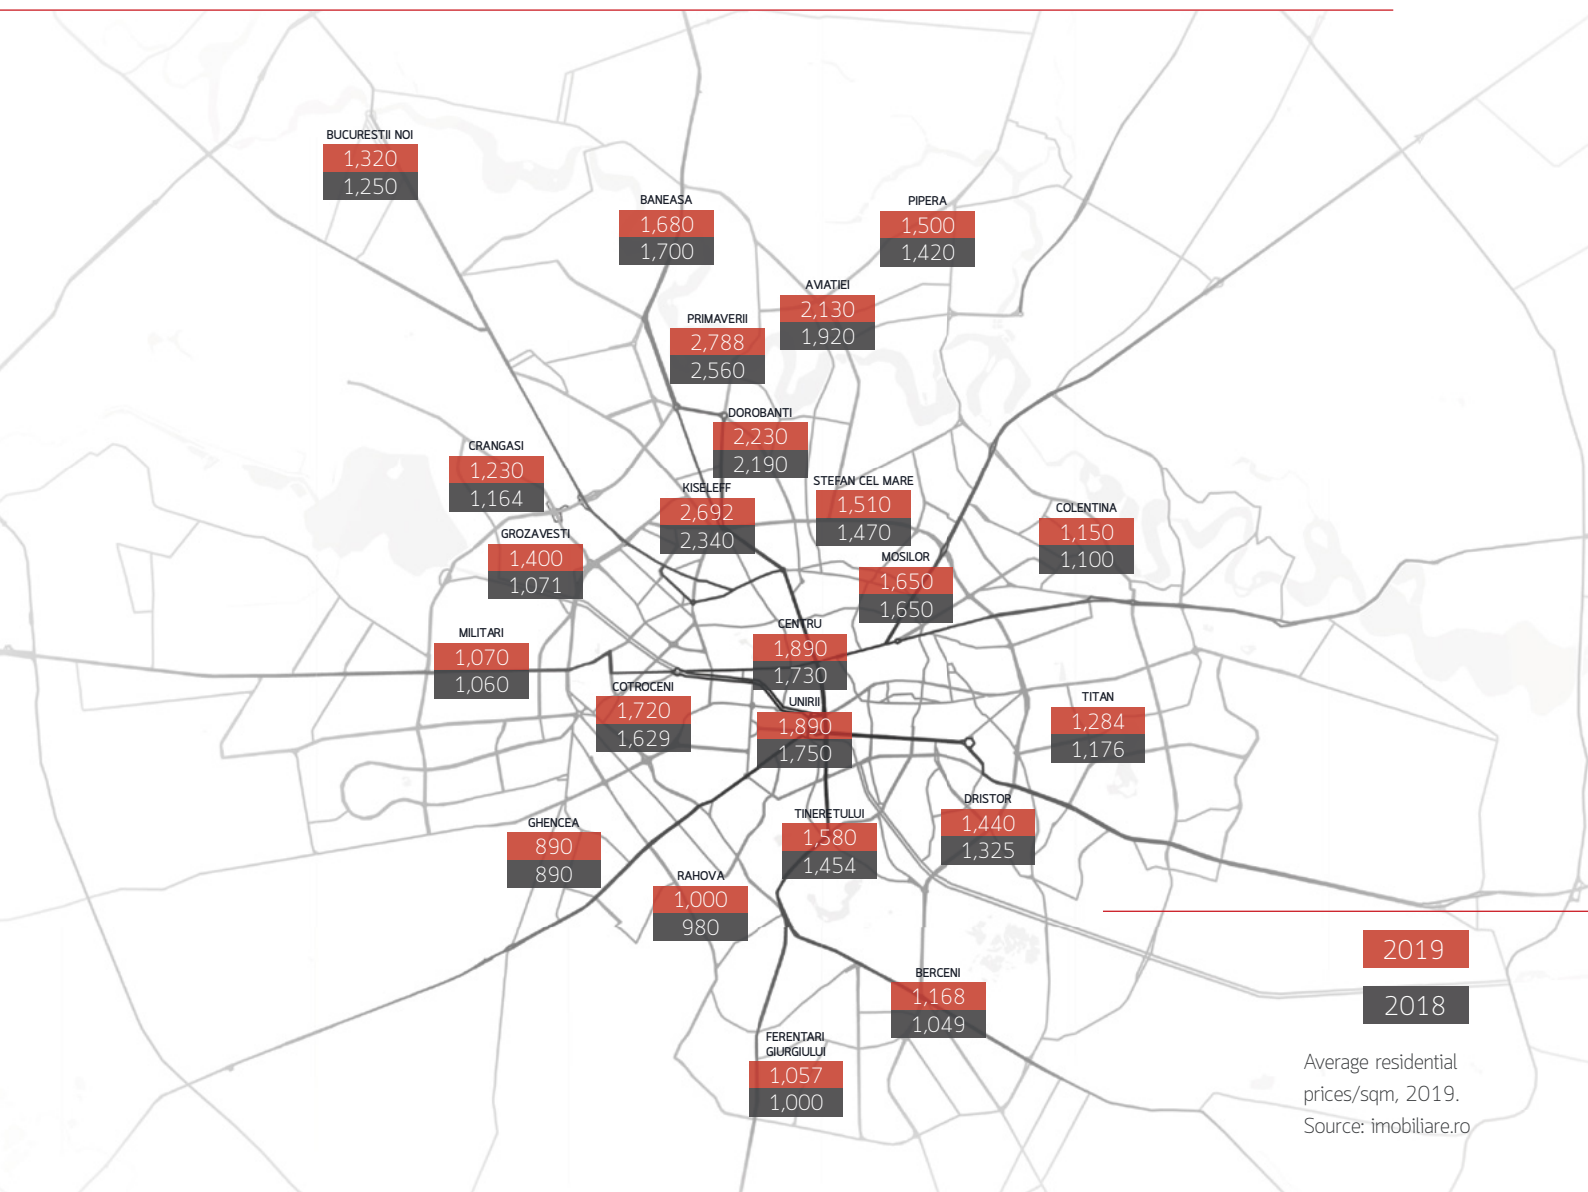 BUCURESTII NOI
1,320
1,250
BANEASA
1,680
1,700
PIPERA
1,500
1,420
AVIATIEI
2,130
1,920
PRIMAVERII
2,788
2,560
DOROBANTI
2,230
2,190
CRANGASI
1,230
1,164
KISELEFF
2,692
2,340
STEFAN CEL MARE
1,510
1,470
COLENTINA
1,150
1,100
GROZAVESTI
1,400
1,071
MOSILOR
1,650
1,650
MILITARI
1,070
1,060
CENTRU
1,890
1,730
COTROCENI
1,720
1,629
UNIRII
1,890
1,750
TITAN
1,284
1,176
DRISTOR
1,440
1,325
TINERETULUI
1,580
1,454
GHENCEA
890
890
RAHOVA
1,000
980
BERCENI
1,168
1,049
FERENTARI
GIURGIULUI
1,057
1,000
2019
2018
Average residential
prices/sqm, 2019.
Source: imobiliare.ro